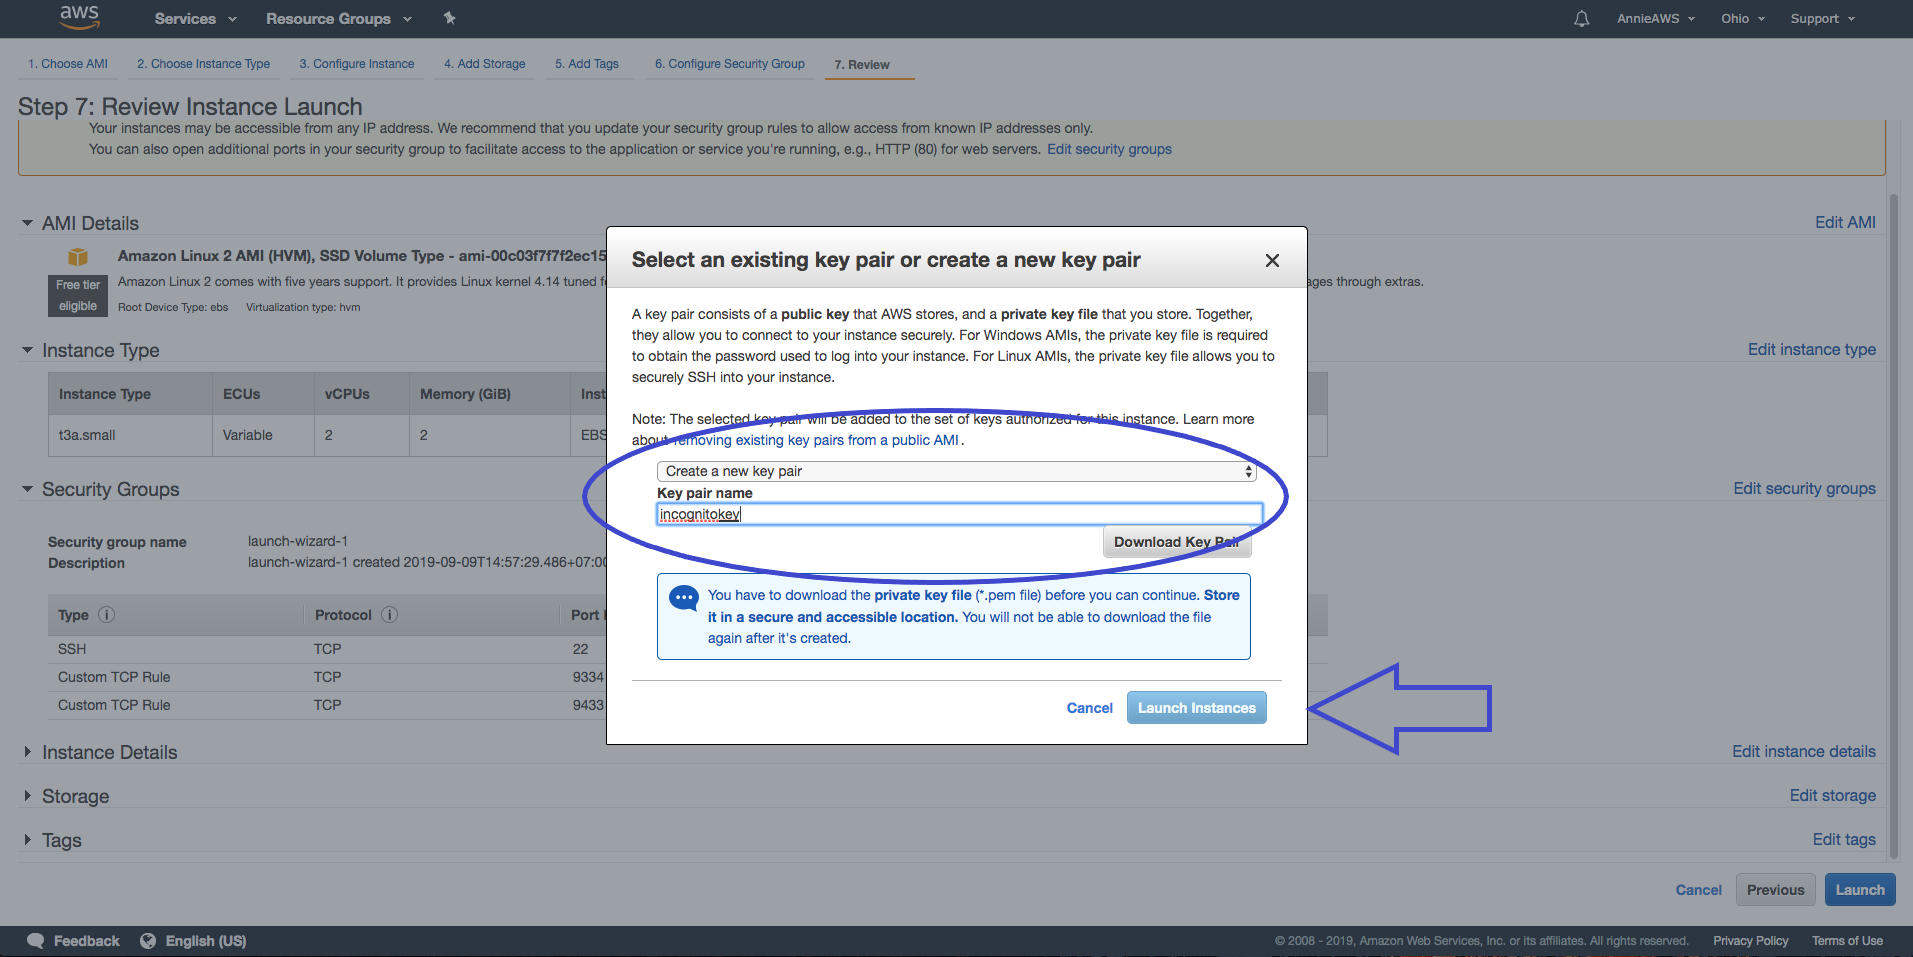 aws
Services
Resource Groups
AnnieAWS
Ohio
Support
1. Choose AMI
2. Choose Instance Type
3. Configure Instance
4. Add Storage
5. Add Tags
6. Configure Security Group
7. Review
Step 7: Review Instance Launch
Your instances may be accessible from any IP address. We recommend that you update your security group rules to allow access from known IP addresses only.
You can also open additional ports in your security group to facilitate access to the application or service you're running, e.g., HTTP (80) for web servers. Edit security groups
AMI Details
Edit AMI
Amazon Linux 2 AMI (HVM), SSD Volume Type - ami-00c03f7f7f2ec15
Free tier
eligible
Amazon Linux 2 comes with five years support. It provides Linux kernel 4.14 tuned f
ages through extras.
Root Device Type: ebs Virtualization type: hvm
Instance Type
Edit instance type
Instance Type ECUs vCPUs Memory (GiB) Inst
t3a.small Variable 2 2 EBS
Security Groups
Edit security groups
Security group name launch-wizard-1
Description launch-wizard-1 created 2019-09-09T14:57:29.486+07:00
Type i Protocol i Port
SSH TCP 22
Custom TCP Rule TCP 9334
Custom TCP Rule TCP 9433
Instance Details
Edit instance details
Storage
Edit storage
Tags
Edit tags
Select an existing key pair or create a new key pair
A key pair consists of a public key that AWS stores, and a private key file that you store. Together,
they allow you to connect to your instance securely. For Windows AMIs, the private key file is required
to obtain the password used to log into your instance. For Linux AMIs, the private key file allows you to
securely SSH into your instance.
Note: The selected key pair will be added to the set of keys authorized for this instance. Learn more
about removing existing key pairs from a public AMI .
Create a new key pair
Key pair name
incognitokey
Download Key Pair
You have to download the private key file (*.pem file) before you can continue. Store
it in a secure and accessible location. You will not be able to download the file
again after it's created.
Cancel
Launch Instances
Cancel
Previous
Launch
Feedback
English (US)
© 2008 - 2019, Amazon Web Services, Inc. or its affiliates. All rights reserved.
Privacy Policy
Terms of Use